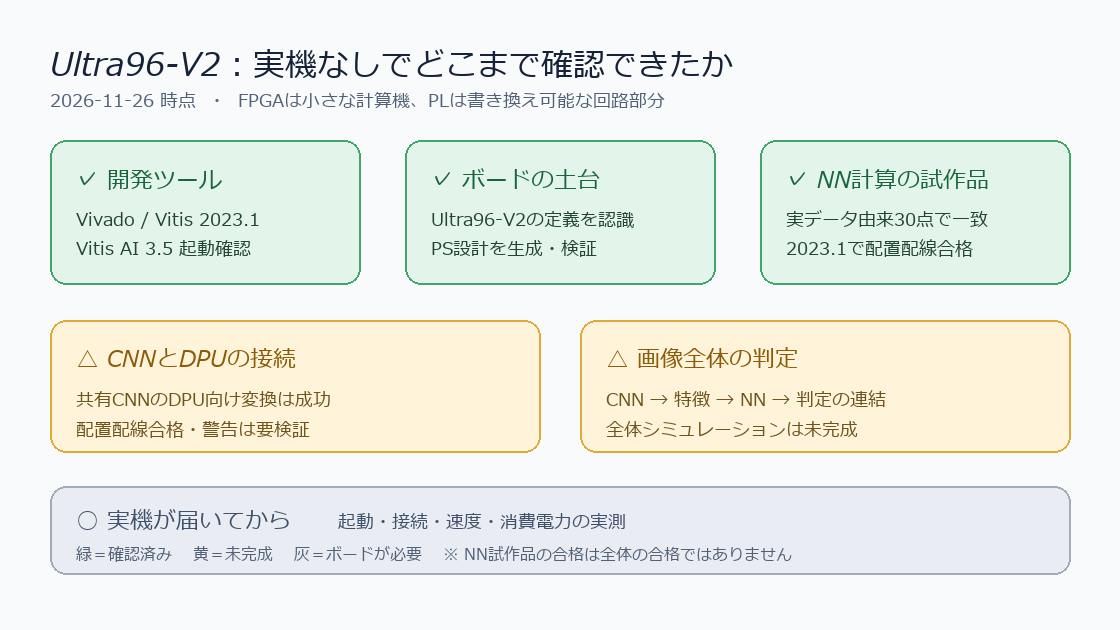 Ultra96-V2：実機なしでどこまで確認できたか
2026-11-26 時点 ・ FPGAは小さな計算機、PLは書き換え可能な回路部分
✓ 開発ツール
Vivado / Vitis 2023.1
Vitis AI 3.5 起動確認
✓ ボードの土台
Ultra96-V2の定義を認識
PS設計を生成・検証
✓ NN計算の試作品
実データ由来30点で一致
2023.1で配置配線合格
△ CNNとDPUの接続
共有CNNのDPU向け変換は成功
配置配線合格・警告は要検証
△ 画像全体の判定
CNN → 特徴 → NN → 判定の連結
全体シミュレーションは未完成
○ 実機が届いてから 起動・接続・速度・消費電力の実測
緑＝確認済み 黄＝未完成 灰＝ボードが必要 ※ NN試作品の合格は全体の合格ではありません